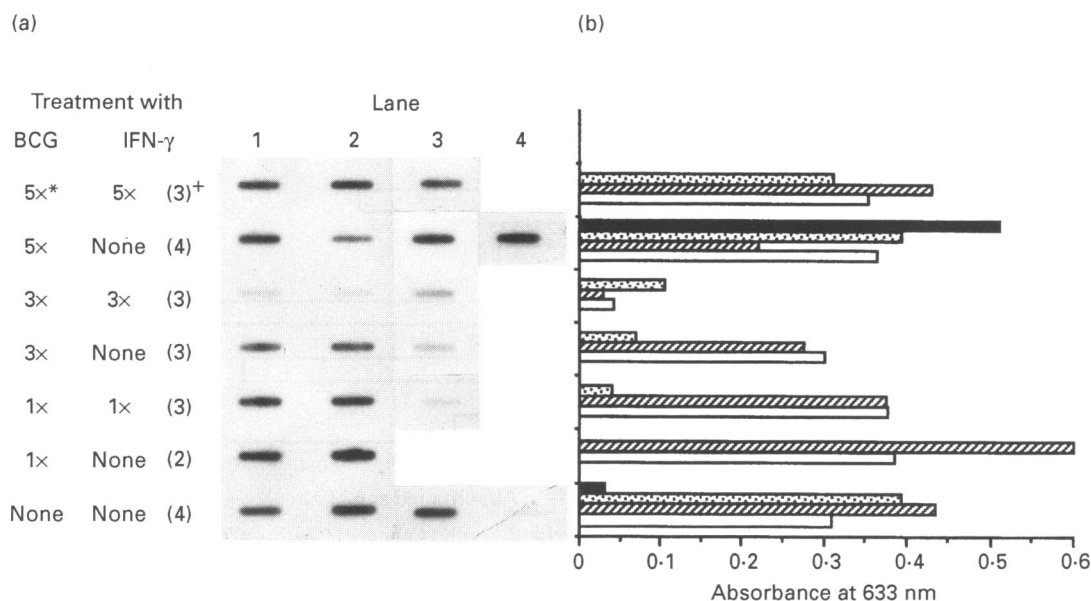 (a)
(b)
Treatment with Lane
BCG IFN-γ 1 2 3 4
5×* 5× (3)+
5× None (4)
3× 3× (3)
3× None (3)
1× 1× (3)
1× None (2)
None None (4)
0 0·1 0·2 0·3 0·4 0·5 0·6
Absorbance at 633 nm